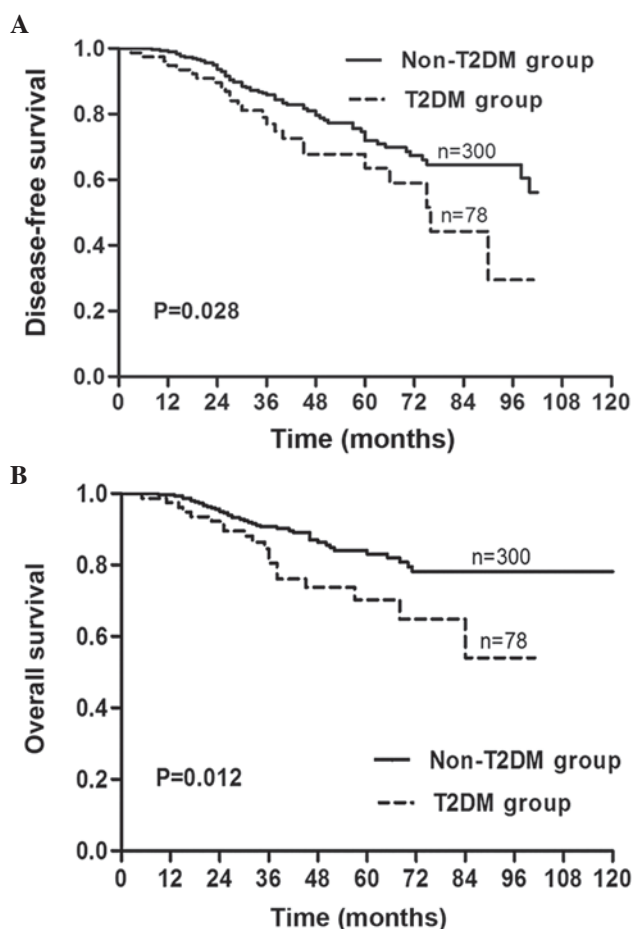 A
1.0
0.8
0.6
0.4
0.2
0.0
Disease-free survival
Non-T2DM group
T2DM group
n=300
n=78
P=0.028
0 12 24 36 48 60 72 84 96 108 120
Time (months)
B
1.0
0.8
0.6
0.4
0.2
0.0
Overall survival
n=300
n=78
Non-T2DM group
T2DM group
P=0.012
0 12 24 36 48 60 72 84 96 108 120
Time (months)